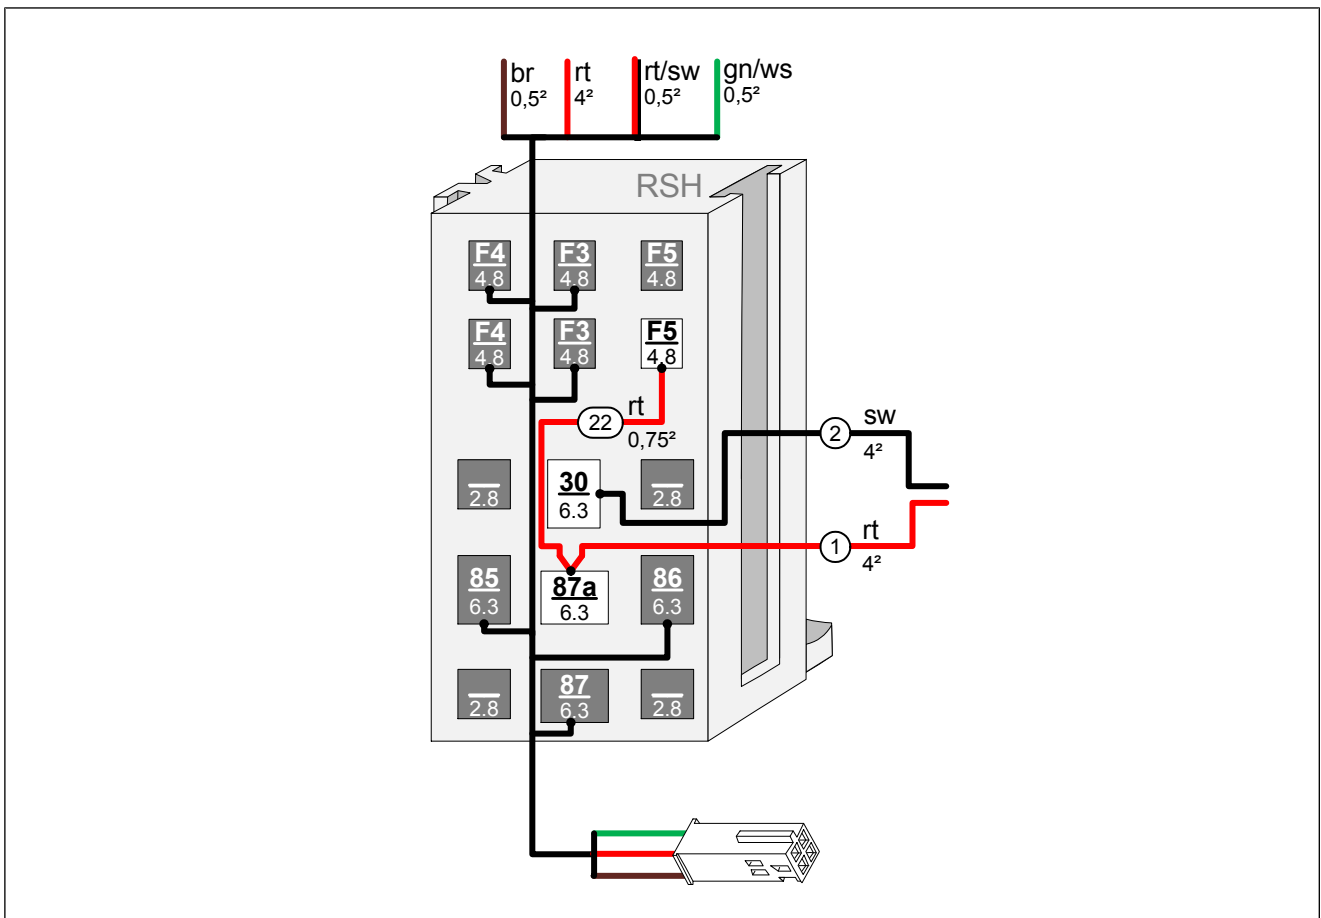 br rt rt/sw gn/ws
0,5² 4² 0,5² 0,5²
RSH
F4 F3 F5
4.8 4.8 4.8
F4 F3 F5
4.8 4.8 4.8
22 rt
0,75²
2 sw
4²
30
2.8 6.3 2.8
1 rt
4²
85 87a 86
6.3 6.3 6.3
87
2.8 6.3 2.8